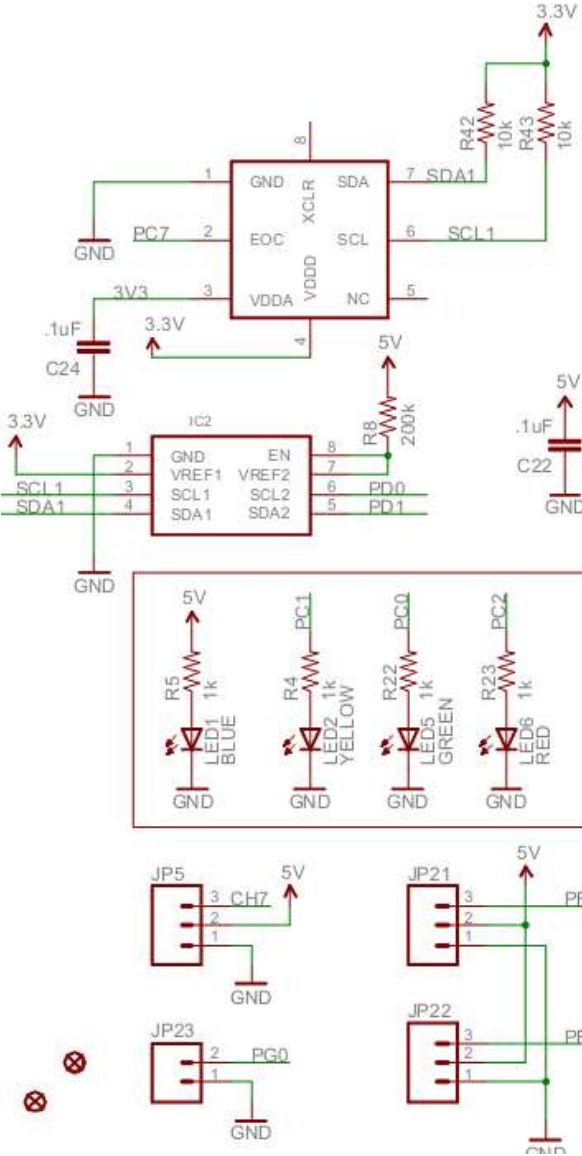 3.3V
R42
10k
R43
10k
8
1
GND
XCLR
SDA
7
SDA1
PC7
2
EOC
SCL
6
SCL1
GND
3V3
3
VDDA
VDDD
NC
5
4
.1uF
C24
GND
3.3V
5V
R8
200k
5V
.1uF
C22
GND
3.3V
IC2
1
GND
EN
8
2
VREF1
VREF2
7
SCL1
3
SCL1
SCL2
6
PD0
SDA1
4
SDA1
SDA2
5
PD1
GND
5V
PC1
PC0
PC2
R5
1k
R4
1k
R22
1k
R23
1k
LED1
BLUE
LED2
YELLOW
LED5
GREEN
LED6
RED
GND
GND
GND
GND
JP5
5V
3
CH7
2
1
GND
JP21
5V
3
2
1
JP23
2
PG0
1
GND
JP22
3
2
1
GND